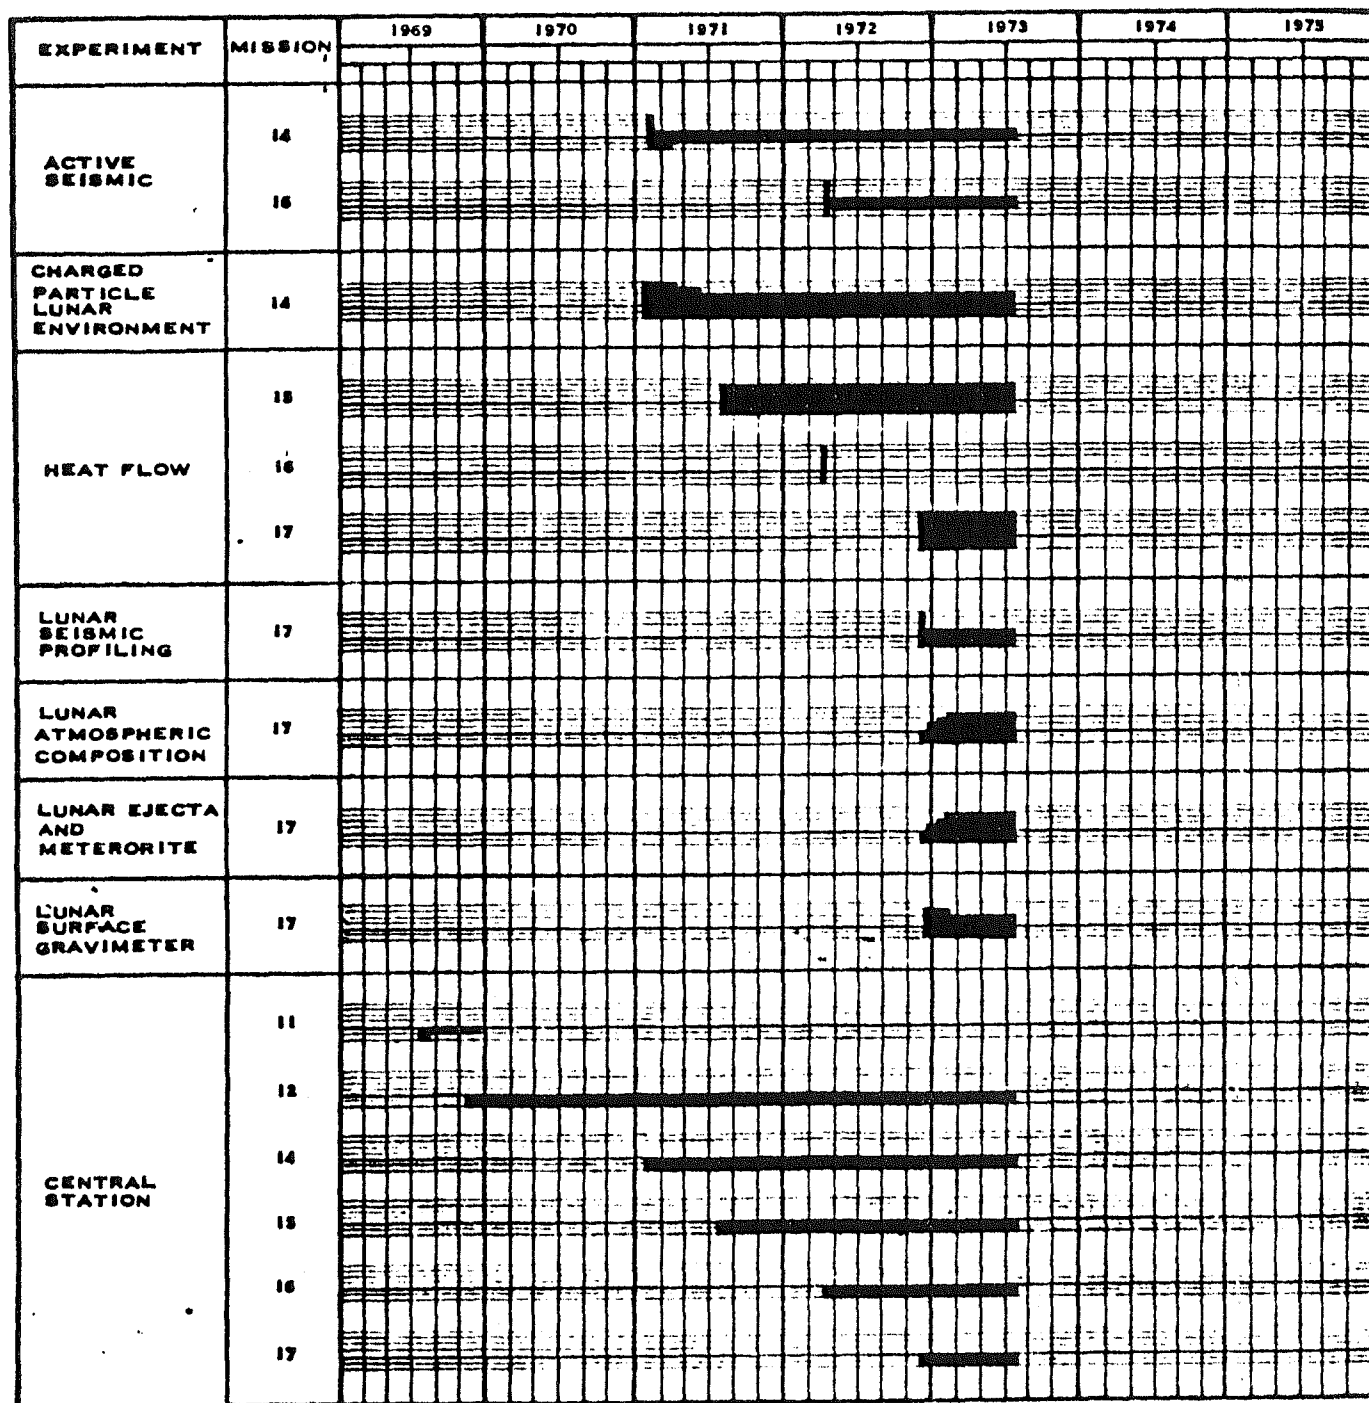 EXPERIMENT MISSION 1969 1970 1971 1972 1973 1974 1975
ACTIVE
SEISMIC
14
16
CHARGED
PARTICLE
LUNAR
ENVIRONMENT
14
HEAT FLOW
15
16
17
LUNAR
SEISMIC
PROFILING
17
LUNAR
ATMOSPHERIC
COMPOSITION
17
LUNAR EJECTA
AND
METERORITE
17
LUNAR
SURFACE
GRAVIMETER
17
CENTRAL
STATION
11
12
14
15
16
17